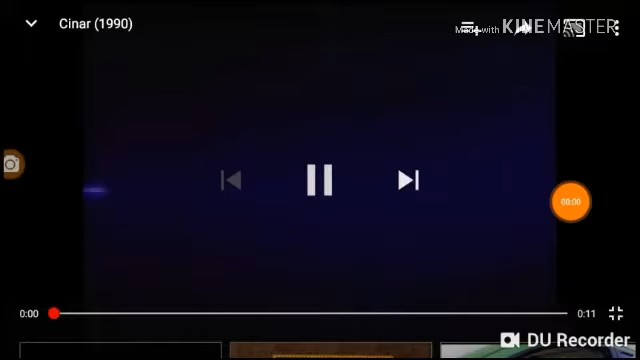 Cinar (1990)
Made with KINEMASTER
00:00
0:00
0:11
DU Recorder